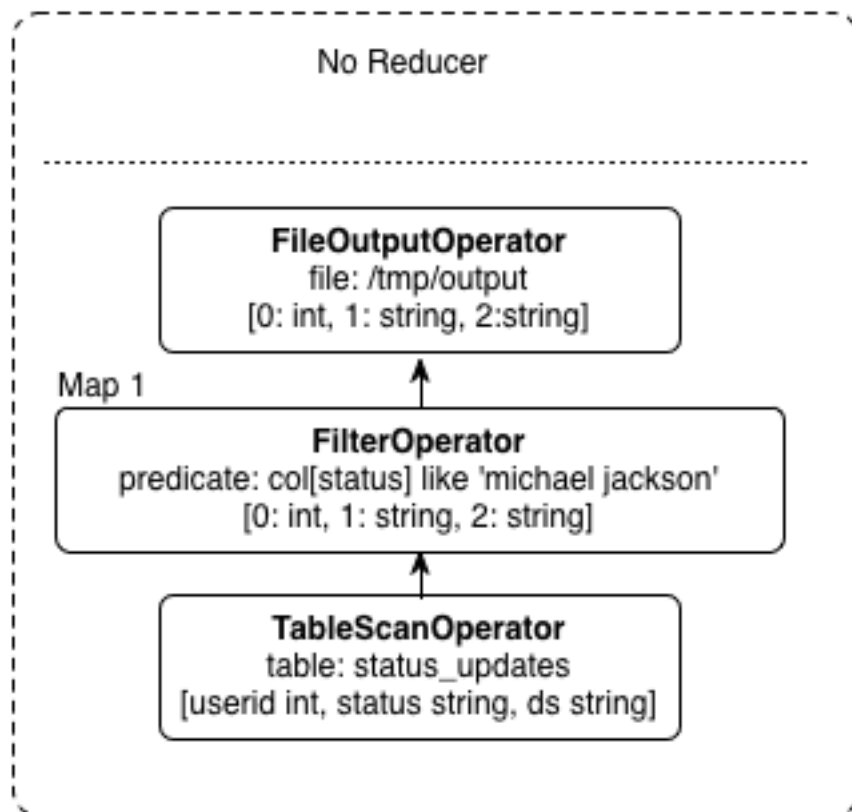 No Reducer
FileOutputOperator
file: /tmp/output
[0: int, 1: string, 2:string]
Map 1
FilterOperator
predicate: col[status] like 'michael jackson'
[0: int, 1: string, 2: string]
TableScanOperator
table: status_updates
[userid int, status string, ds string]